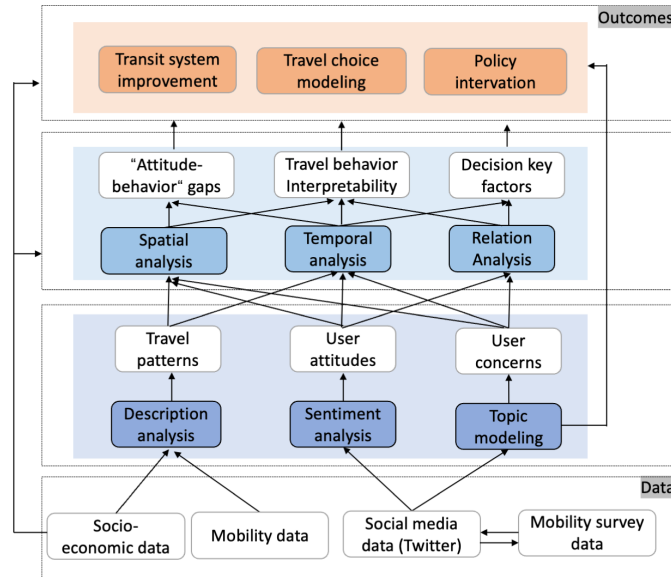 Outcomes
Transit system
improvement
Travel choice
modeling
Policy
intervation
“Attitude-
behavior“ gaps
Travel behavior
Interpretability
Decision key
factors
Spatial
analysis
Temporal
analysis
Relation
Analysis
Travel
patterns
User
attitudes
User
concerns
Description
analysis
Sentiment
analysis
Topic
modeling
Data
Socio-
economic data
Mobility data
Social media
data (Twitter)
Mobility survey
data